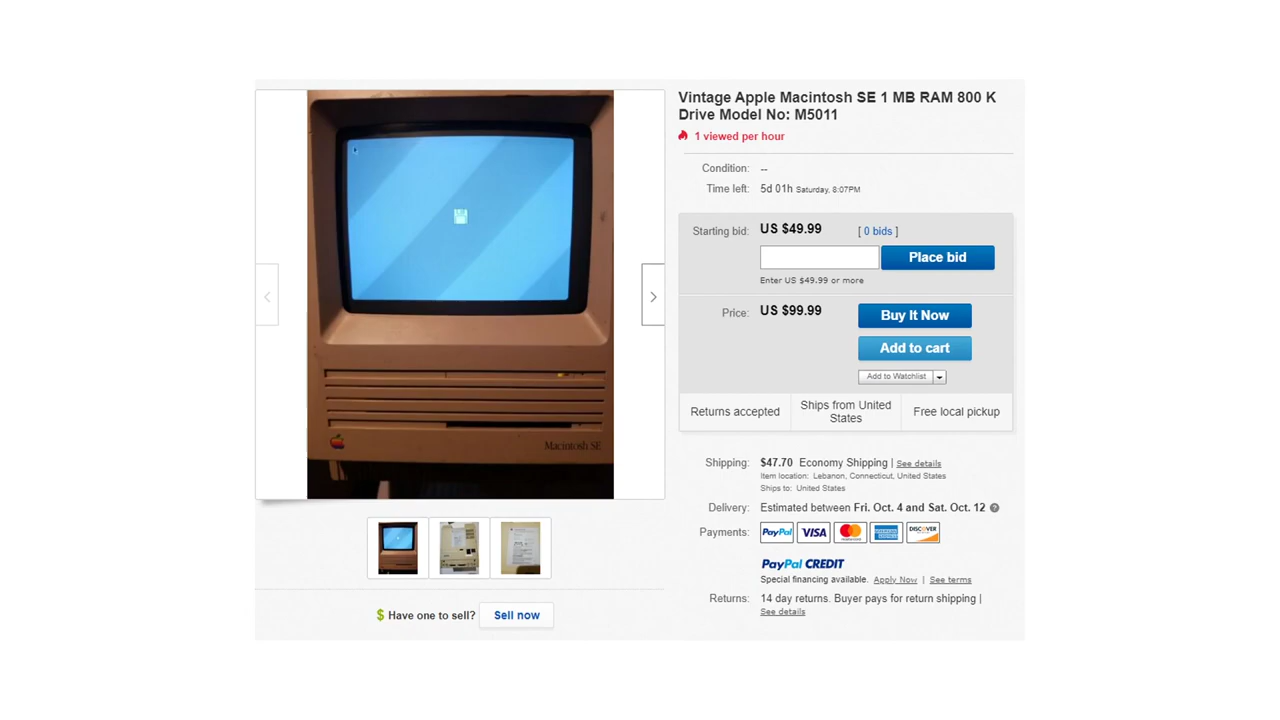 Vintage Apple Macintosh SE 1 MB RAM 800 K
Drive Model No: M5011
1 viewed per hour
Condition: --
Time left: 5d 01h Saturday, 8:07PM
Starting bid: US $49.99 [ 0 bids ]
Place bid
Enter US $49.99 or more
Price: US $99.99 Buy It Now
Add to cart
Add to Watchlist
Returns accepted
Ships from United
States
Free local pickup
Macintosh SE
Shipping: $47.70 Economy Shipping | See details
Item location: Lebanon, Connecticut, United States
Ships to: United States
Delivery: Estimated between Fri. Oct. 4 and Sat. Oct. 12 ?
Payments: PayPal VISA mastercard AMERICAN EXPRESS DISCOVER
PayPal CREDIT
Special financing available. Apply Now | See terms
Returns: 14 day returns. Buyer pays for return shipping |
See details
$ Have one to sell? Sell now